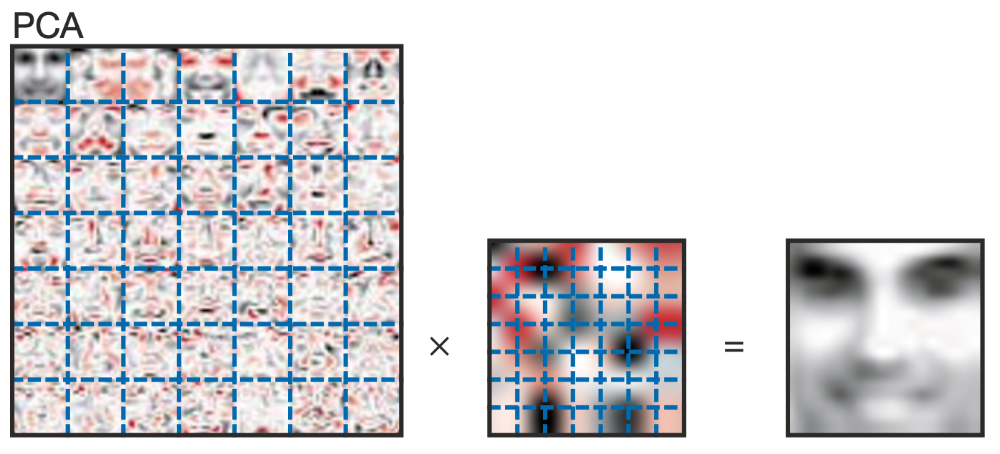 PCA
× =